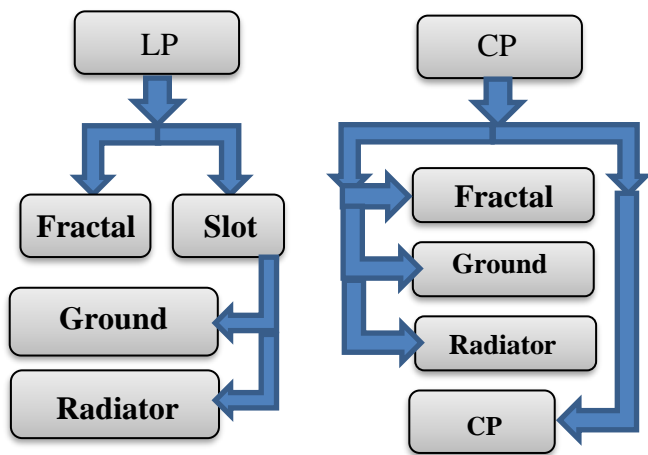 LP
Fractal
Slot
Ground
Radiator
CP
Fractal
Ground
Radiator
CP